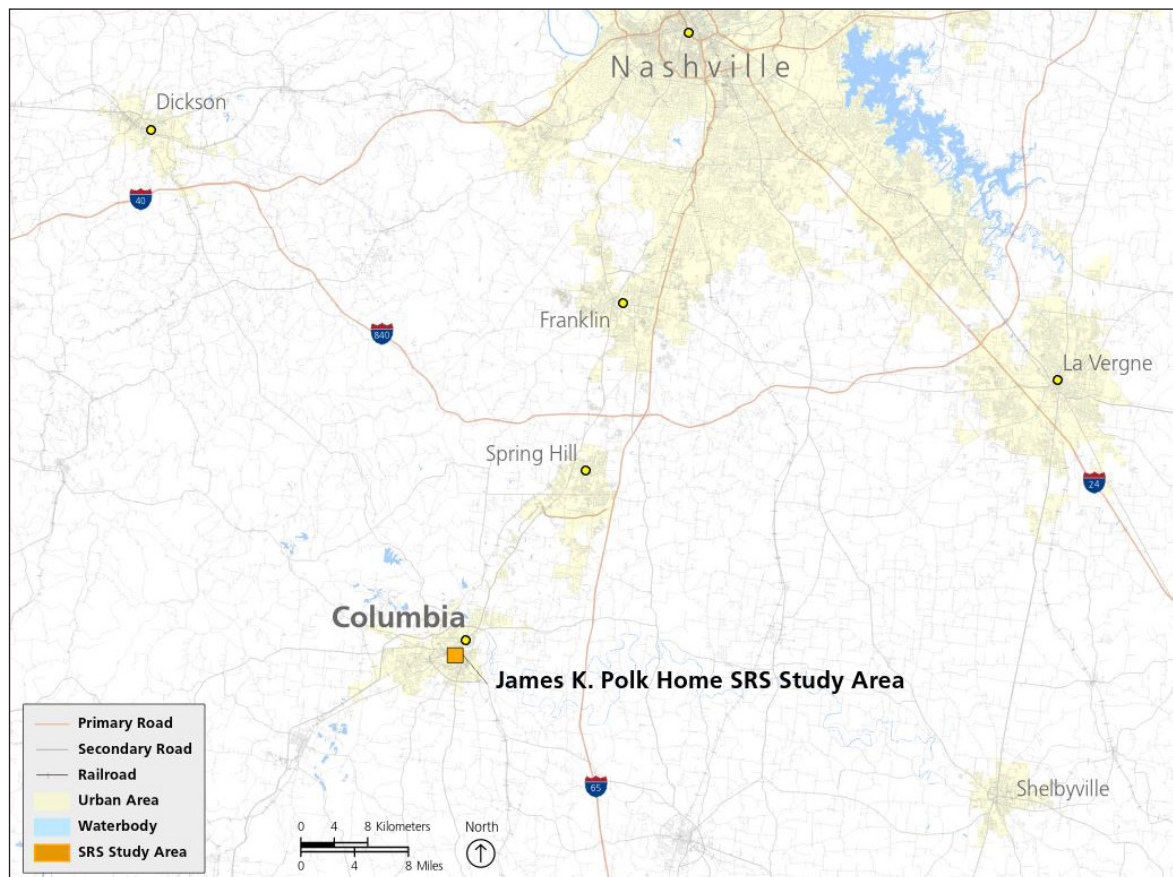 Nashville
Dickson
40
Franklin
840
La Vergne
Spring Hill
24
Columbia
James K. Polk Home SRS Study Area
65
Shelbyville
Primary Road
Secondary Road
Railroad
Urban Area
Waterbody
SRS Study Area
0 4 8 Kilometers
0 4 8 Miles
North